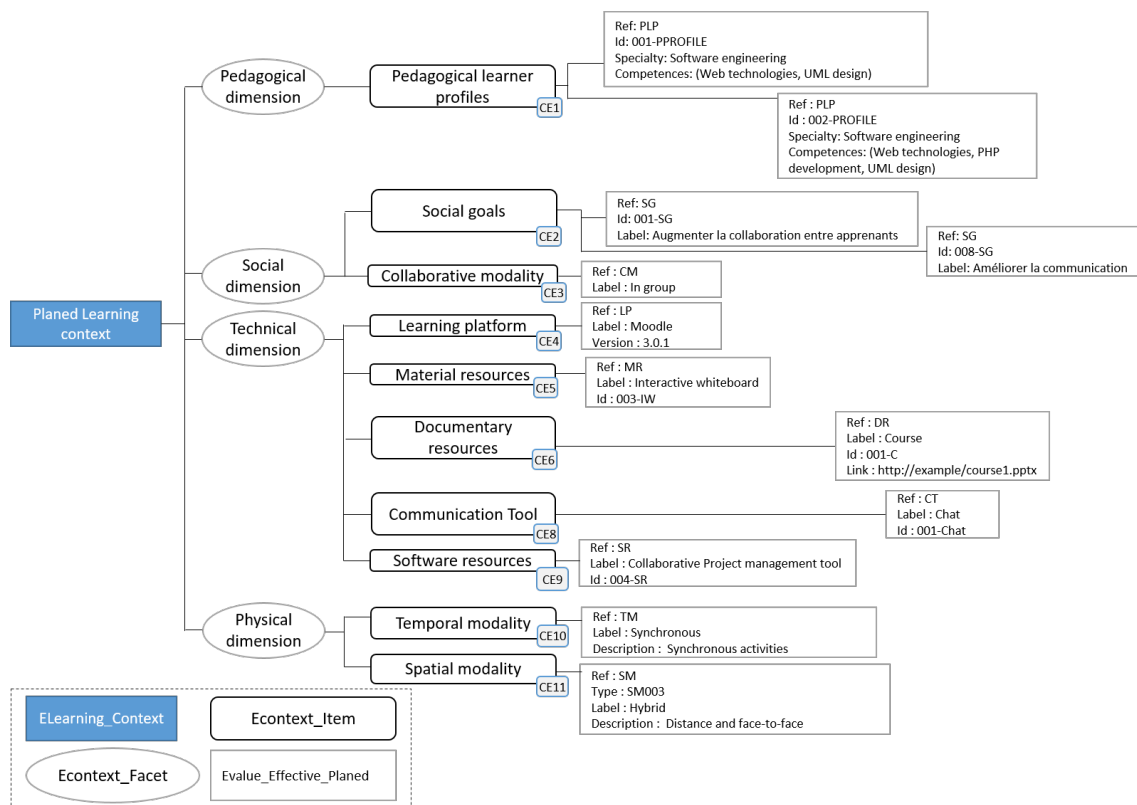 Ref: PLP
Id: 001-PPROFILE
Specialty: Software engineering
Competences: (Web technologies, UML design)
Pedagogical
dimension
Pedagogical learner
profiles
CE1
Ref : PLP
Id : 002-PROFILE
Specialty: Software engineering
Competences: (Web technologies, PHP
development, UML design)
Social goals
CE2
Ref: SG
Id: 001-SG
Label: Augmenter la collaboration entre apprenants
Ref: SG
Id: 008-SG
Label: Améliorer la communication
Social
dimension
Collaborative modality
CE3
Ref : CM
Label : In group
Planed Learning
context
Technical
dimension
Learning platform
CE4
Ref : LP
Label : Moodle
Version : 3.0.1
Material resources
CE5
Ref : MR
Label : Interactive whiteboard
Id : 003-IW
Documentary
resources
CE6
Ref : DR
Label : Course
Id : 001-C
Link : http://example/course1.pptx
Communication Tool
CE8
Ref : CT
Label : Chat
Id : 001-Chat
Software resources
CE9
Ref : SR
Label : Collaborative Project management tool
Id : 004-SR
Physical
dimension
Temporal modality
CE10
Ref : TM
Label : Synchronous
Description : Synchronous activities
Spatial modality
CE11
Ref : SM
Type : SM003
Label : Hybrid
Description : Distance and face-to-face
ELearning_Context
Econtext_Item
Econtext_Facet
Evalue_Effective_Planed